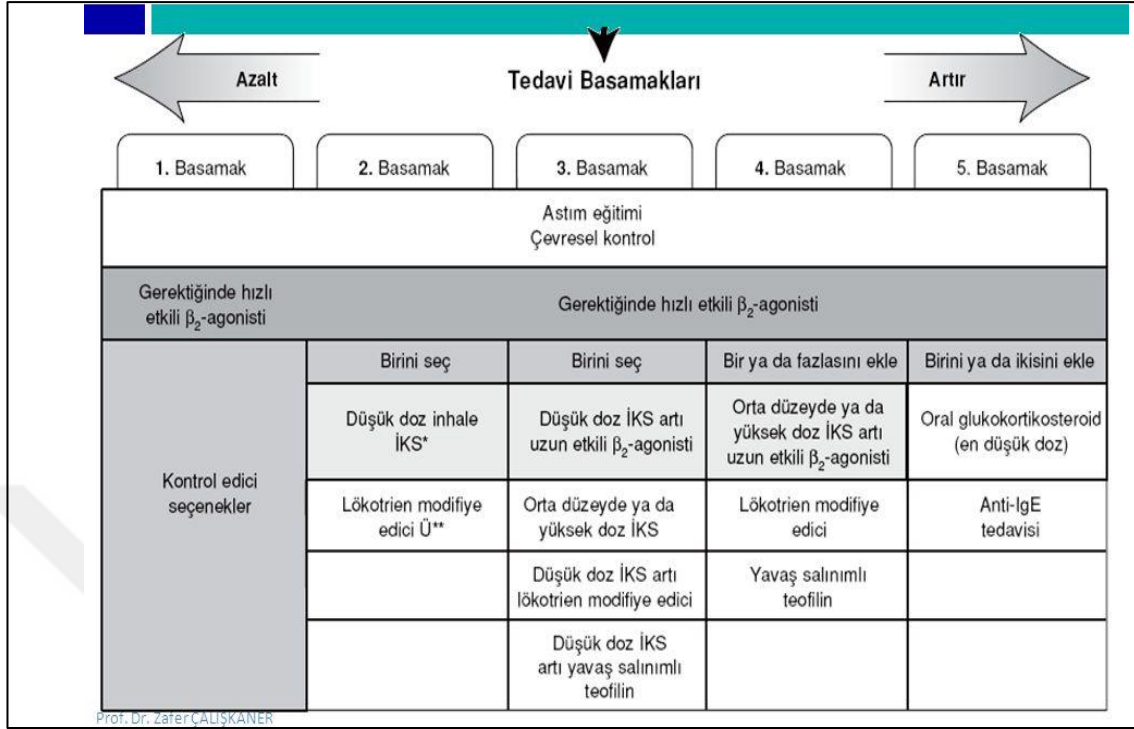 Azalt
Tedavi Basamakları
Artır
1. Basamak
2. Basamak
3. Basamak
4. Basamak
5. Basamak
Astım eğitimi
Çevresel kontrol
Gerektiğinde hızlı
etkili β₂-agonisti
Gerektiğinde hızlı etkili β₂-agonisti
Kontrol edici
seçenekler
Birini seç
Birini seç
Bir ya da fazlasını ekle
Birini ya da ikisini ekle
Düşük doz inhale
İKS*
Düşük doz İKS artı
uzun etkili β₂-agonisti
Orta düzeyde ya da
yüksek doz İKS artı
uzun etkili β₂-agonisti
Oral glukokortikosteroid
(en düşük doz)
Lökotrien modifiye
edici Ü**
Orta düzeyde ya da
yüksek doz İKS
Lökotrien modifiye
edici
Anti-IgE
tedavisi
Düşük doz İKS artı
lökotrien modifiye edici
Yavaş salınımlı
teofilin
Düşük doz İKS
artı yavaş salınımlı
teofilin
Prof. Dr. Zafer ÇALIŞKANER